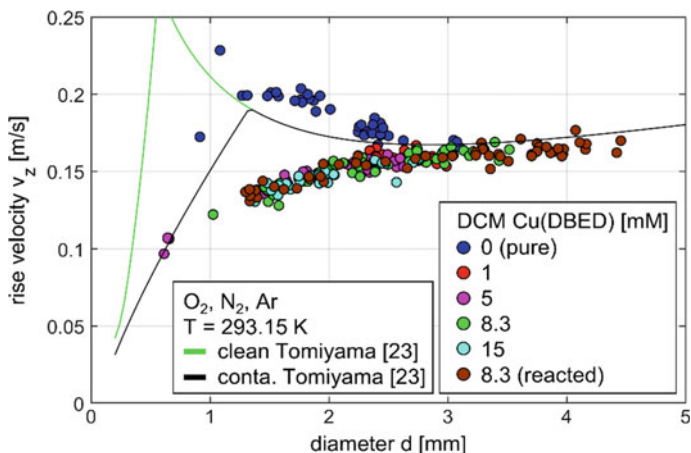 0.25
0.2
0.15
0.1
0.05
0
rise velocity v_z [m/s]
O₂, N₂, Ar
T = 293.15 K
clean Tomiyama [23]
conta. Tomiyama [23]
DCM Cu(DBED) [mM]
0 (pure)
1
5
8.3
15
8.3 (reacted)
0 1 2 3 4 5
diameter d [mm]